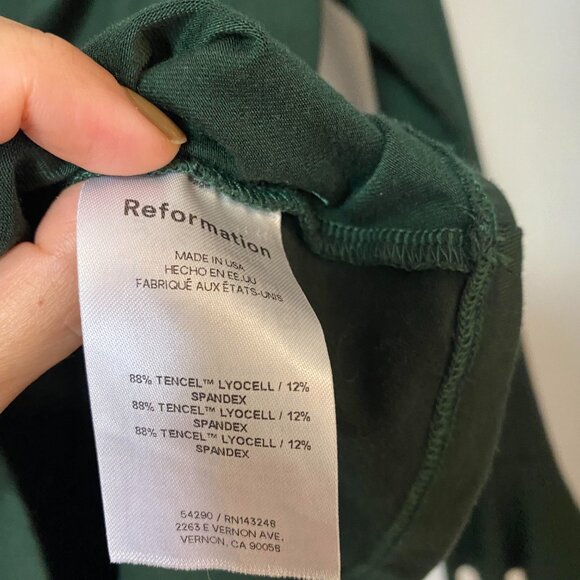 Reformation
MADE IN USA
HECHO EN EE.UU
FABRIQUÉ AUX ÉTATS-UNIS
88% TENCEL™ LYOCELL / 12%
SPANDEX
88% TENCEL™ LYOCELL / 12%
SPANDEX
88% TENCEL™ LYOCELL / 12%
SPANDEX
54290 / RN143248
2263 E VERNON AVE,
VERNON, CA 90058